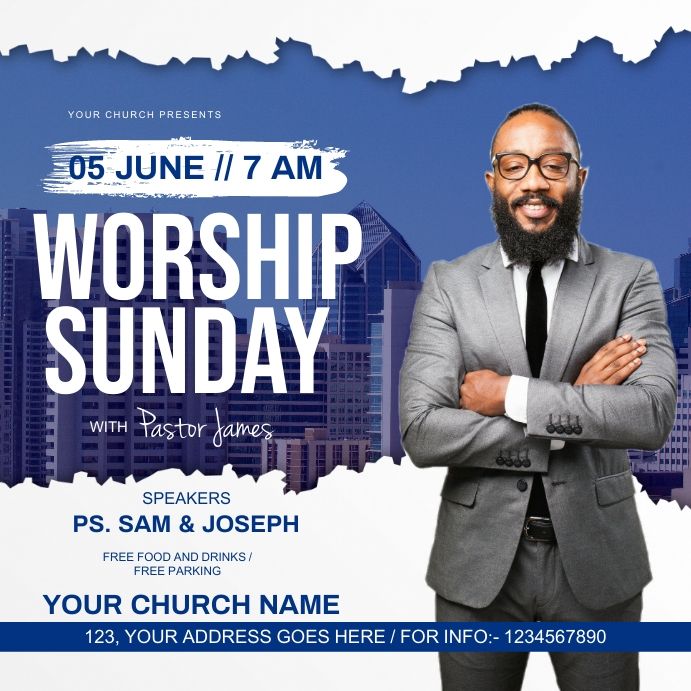 YOUR CHURCH PRESENTS
05 JUNE // 7 AM
WORSHIP
SUNDAY
WITH Pastor James
SPEAKERS
PS. SAM & JOSEPH
FREE FOOD AND DRINKS /
FREE PARKING
YOUR CHURCH NAME
123, YOUR ADDRESS GOES HERE / FOR INFO:- 1234567890